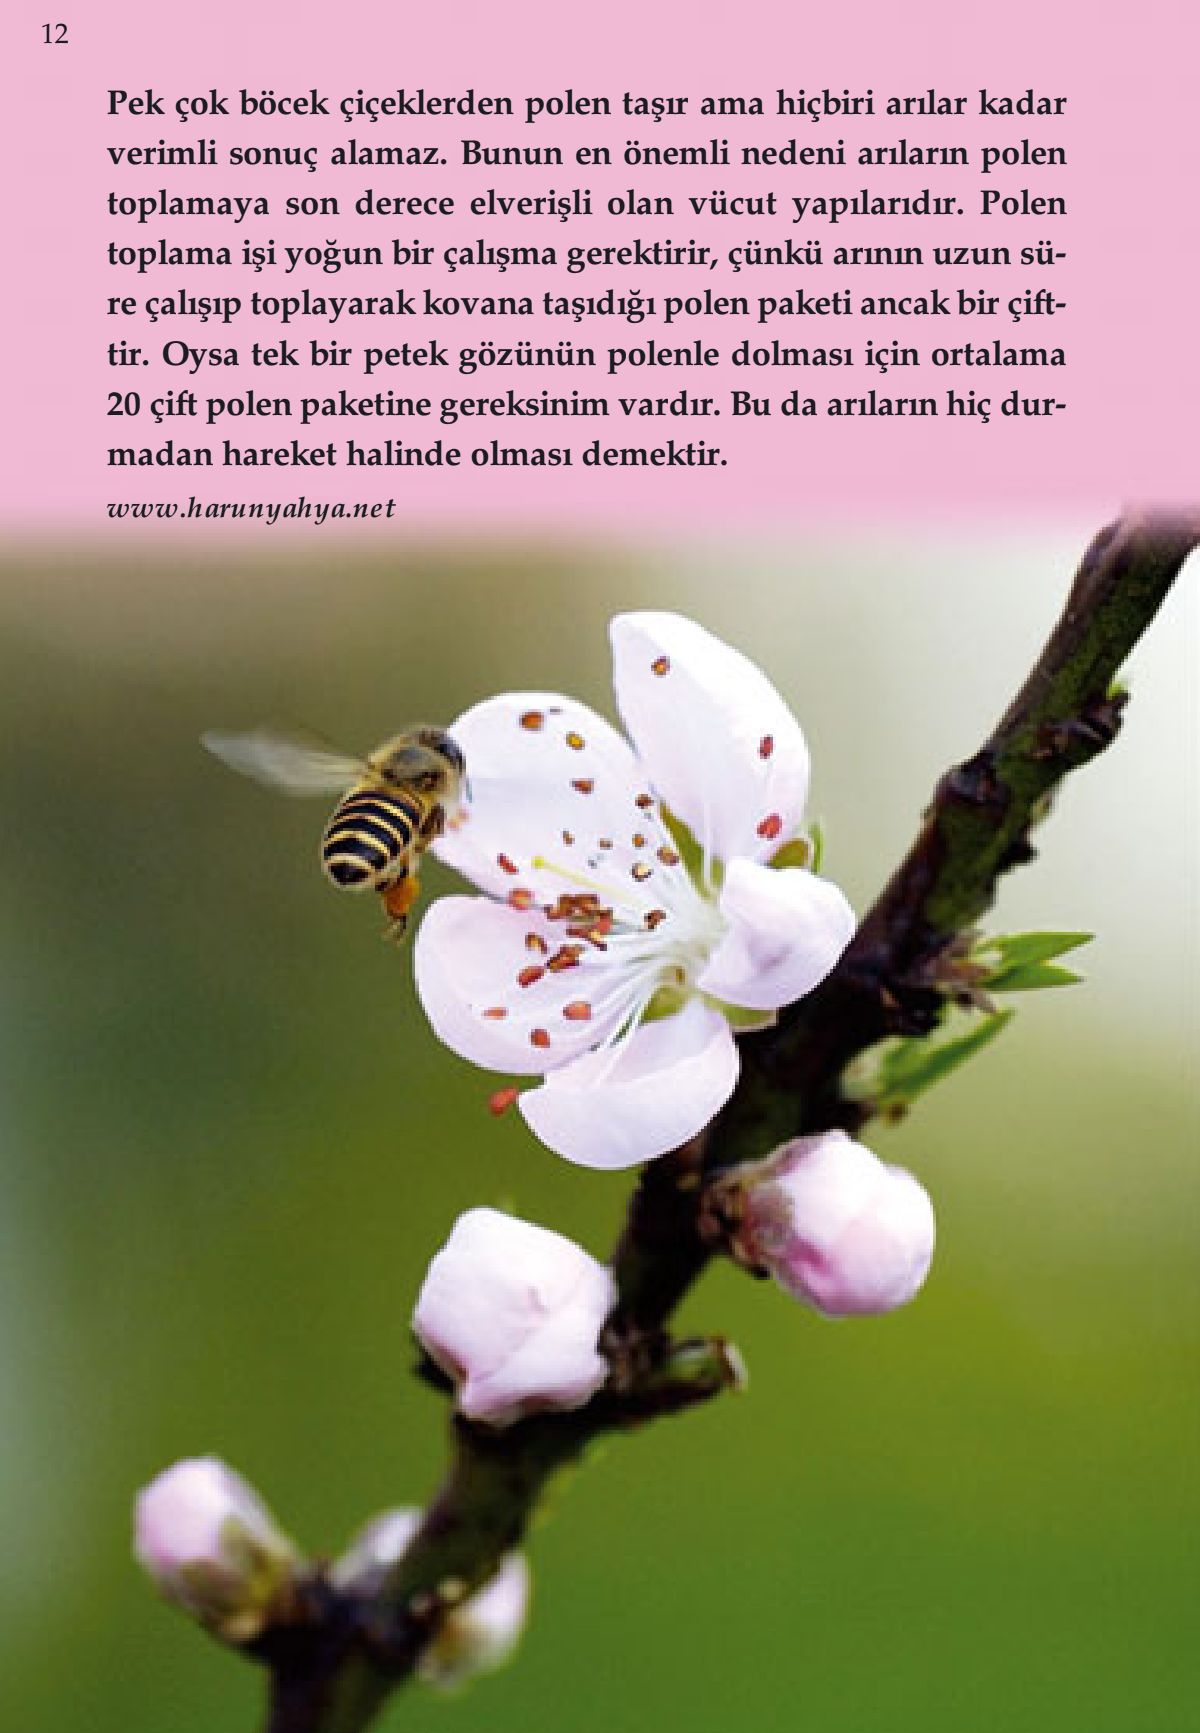 12
Pek çok böcek çiçeklerden polen taşır ama hiçbiri arılar kadar
verimli sonuç alamaz. Bunun en önemli nedeni arıların polen
toplamaya son derece elverişli olan vücut yapılarıdır. Polen
toplama işi yoğun bir çalışma gerektirir, çünkü arının uzun sü-
re çalışıp toplayarak kovana taşıdığı polen paketi ancak bir çift-
tir. Oysa tek bir petek gözünün polenle dolması için ortalama
20 çift polen paketine gereksinim vardır. Bu da arıların hiç dur-
madan hareket halinde olması demektir.
www.harunyahya.net